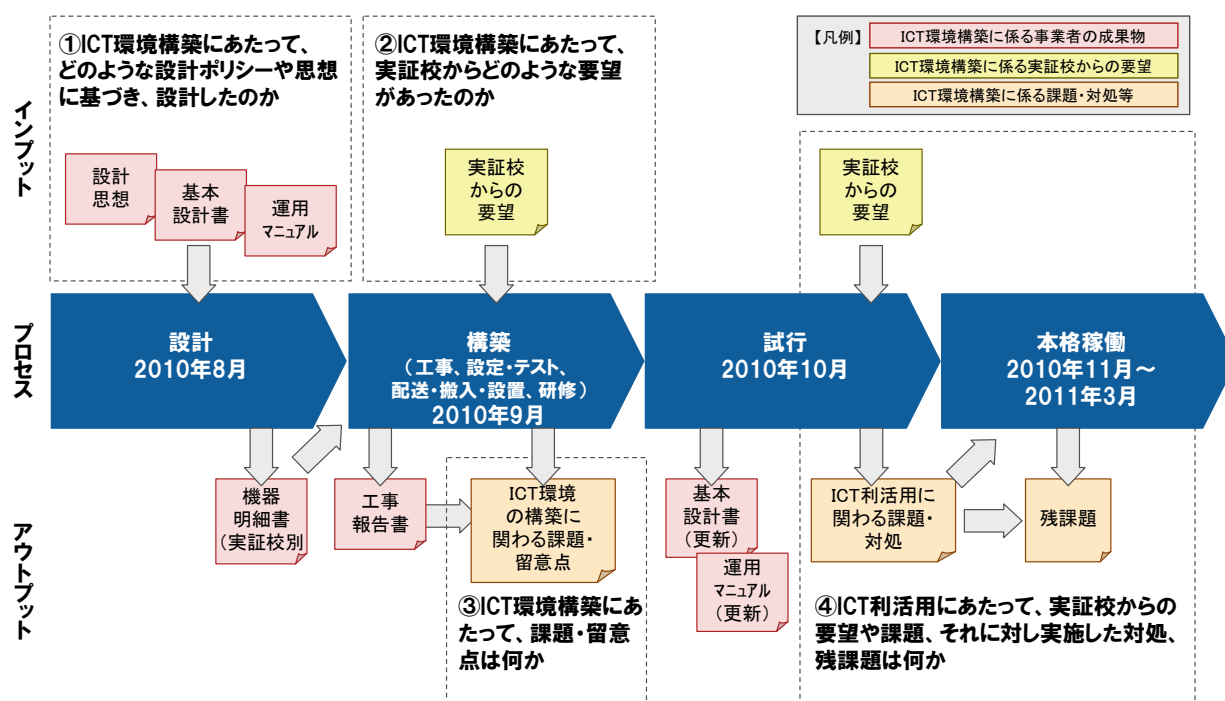 ①ICT環境構築にあたって、
どのような設計ポリシーや思想
に基づき、設計したのか
②ICT環境構築にあたって、
実証校からどのような要望
があったのか
【凡例】
ICT環境構築に係る事業者の成果物
ICT環境構築に係る実証校からの要望
ICT環境構築に係る課題・対処等
インプット
設計
思想
基本
設計書
運用
マニュアル
実証校
からの
要望
実証校
からの
要望
プロセス
設計
2010年8月
構築
(工事、設定・テスト、
配送・搬入・設置、研修)
2010年9月
試行
2010年10月
本格稼働
2010年11月～
2011年3月
アウトプット
機器
明細書
(実証校別)
工事
報告書
ICT環境
の構築に
関わる課題・
留意点
基本
設計書
(更新)
運用
マニュアル
(更新)
ICT利活用に
関わる課題・
対処
残課題
③ICT環境構築にあ
たって、課題・留意
点は何か
④ICT利活用にあたって、実証校からの
要望や課題、それに対し実施した対処、
残課題は何か